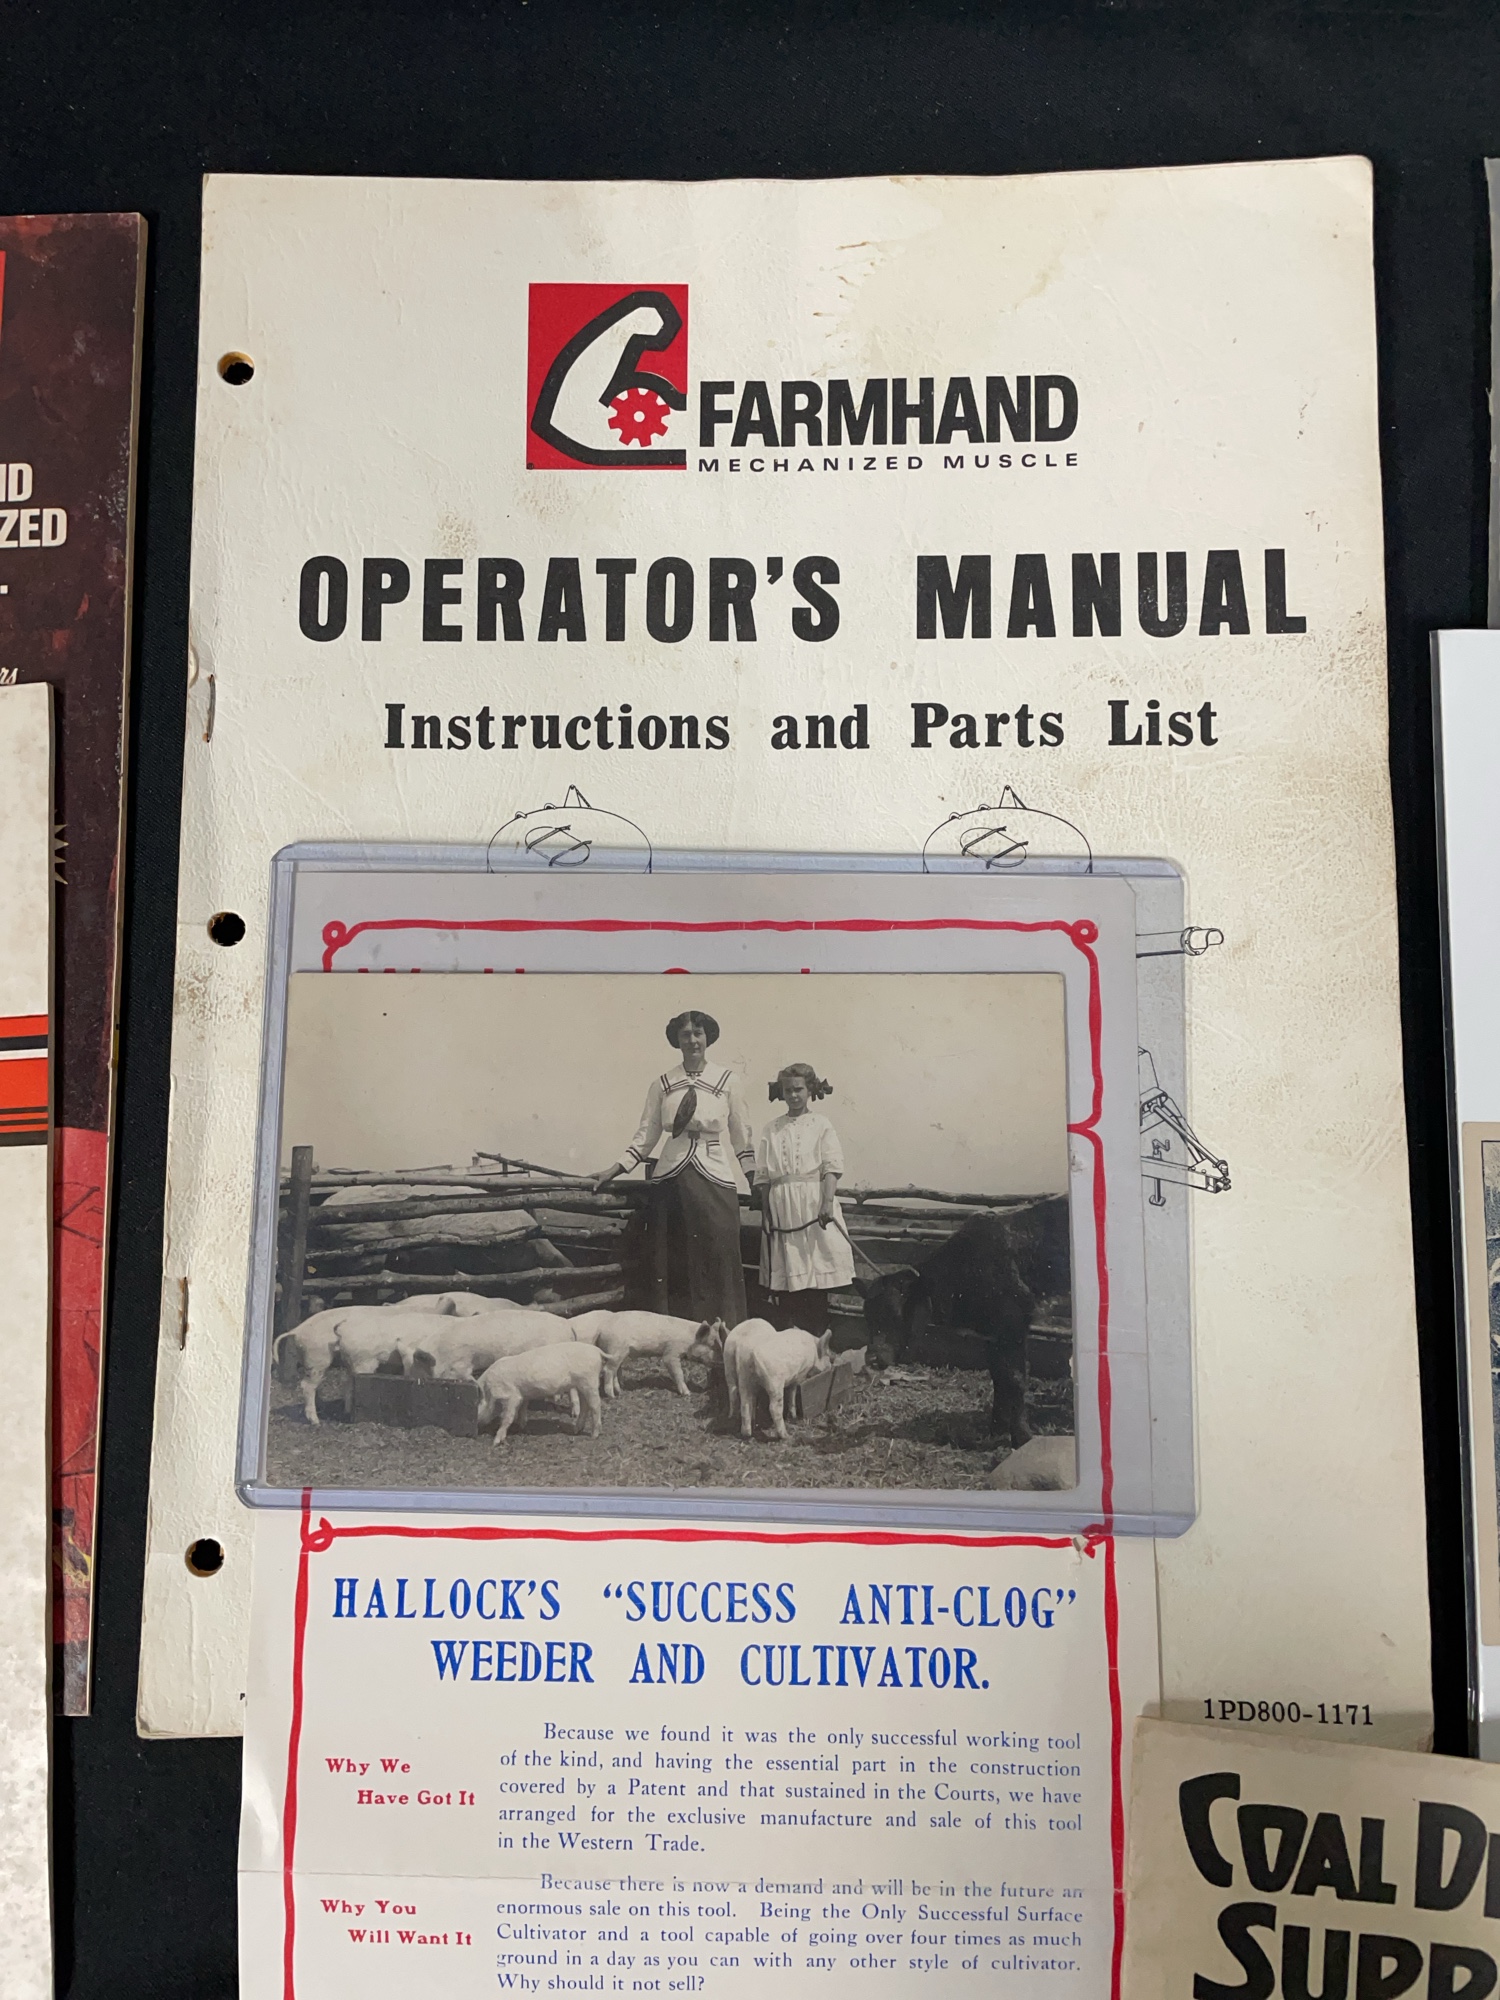 FARMHAND
MECHANIZED MUSCLE
OPERATOR'S MANUAL
Instructions and Parts List
HALLOCK'S "SUCCESS ANTI-CLOG"
WEEDER AND CULTIVATOR.
Why We
Have Got It
Because we found it was the only successful working tool
of the kind, and having the essential part in the construction
covered by a Patent and that sustained in the Courts, we have
arranged for the exclusive manufacture and sale of this tool
in the Western Trade.
Why You
Will Want It
Because there is now a demand and will be in the future an
enormous sale on this tool. Being the Only Successful Surface
Cultivator and a tool capable of going over four times as much
ground in a day as you can with any other style of cultivator.
Why should it not sell?
1PD800-1171
COAL D
SUPP
ND
ZED
rs